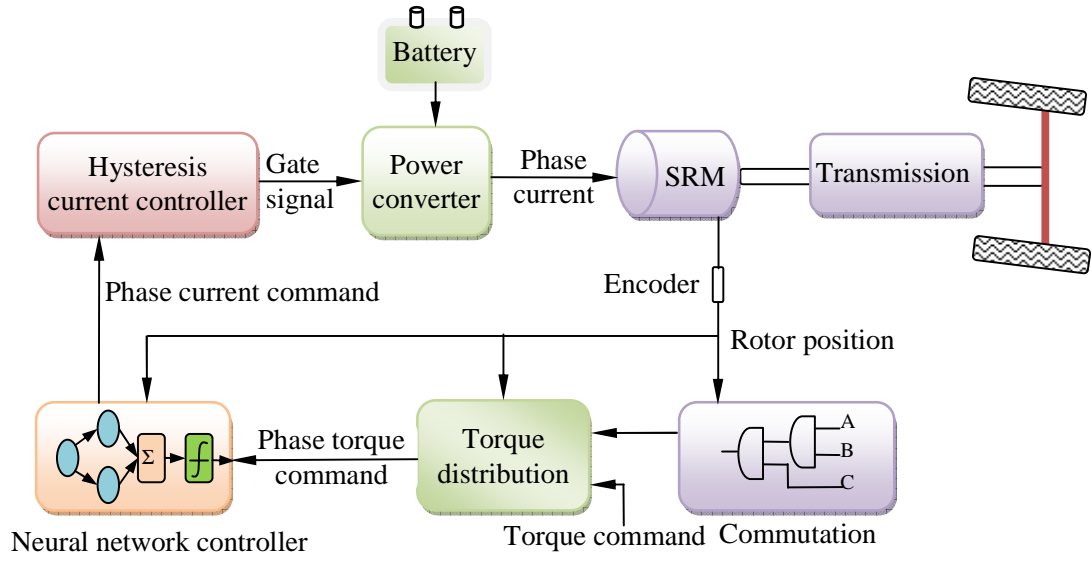 Battery
Hysteresis
current controller
Gate
signal
Power
converter
Phase
current
SRM
Transmission
Encoder
Phase current command
Rotor position
Σ
Phase torque
command
Torque
distribution
A
B
C
Torque command
Commutation
Neural network controller